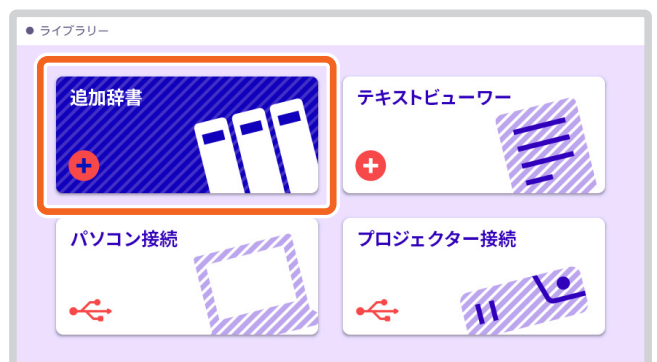 ライブラリー
追加辞書
テキストビューワー
パソコン接続
プロジェクター接続